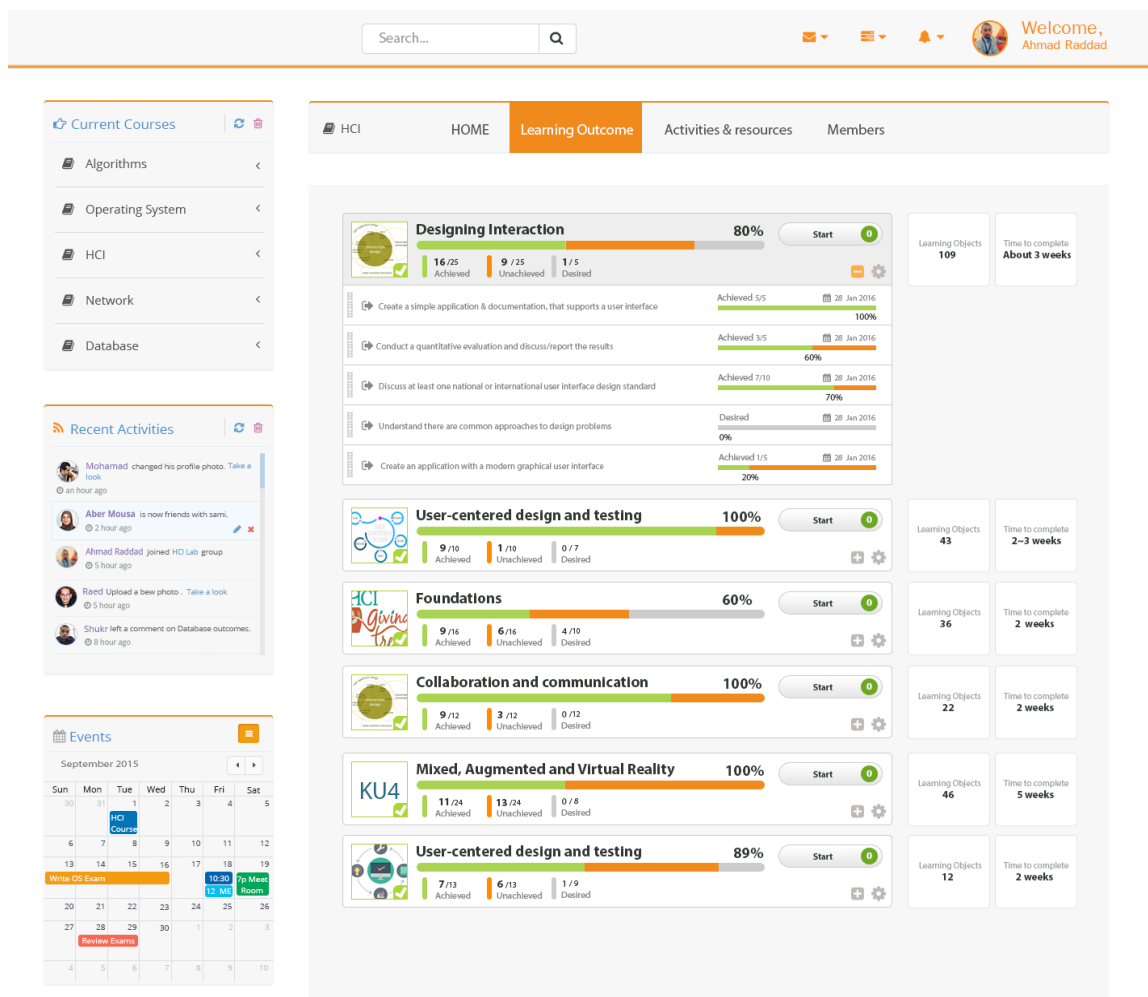 Search...
Welcome,
Ahmad Raddad
Current Courses
Algorithms
Operating System
HCI
Network
Database
Recent Activities
Mohamad changed his profile photo. Take a
look
an hour ago
Aber Mousa is now friends with sami.
2 hour ago
Ahmad Raddad joined HCI Lab group
5 hour ago
Raed Upload a bew photo . Take a look
5 hour ago
Shukr left a comment on Database outcomes.
8 hour ago
Events
September 2015
Sun Mon Tue Wed Thu Fri Sat
30 31 1 2 3 4 5
HCI
Course
6 7 8 9 10 11 12
13 14 15 16 17 18 19
Write OS Exam 10:30 7p Meet
12 ME Room
20 21 22 23 24 25 26
27 28 29 30 1 2 3
Review Exams
4 5 6 7 8 9 10
HCI HOME Learning Outcome Activities & resources Members
Designing Interaction 80% Start 0
16 /25 Achieved
9 /25 Unachieved
1 / 5 Desired
Learning Objects
109
Time to complete
About 3 weeks
Create a simple application & documentation, that supports a user interface
Achieved 5/5 28 Jan 2016
100%
Conduct a quantitative evaluation and discuss/report the results
Achieved 3/5 28 Jan 2016
60%
Discuss at least one national or international user interface design standard
Achieved 7/10 28 Jan 2016
70%
Understand there are common approaches to design problems
Desired 28 Jan 2016
0%
Create an application with a modern graphical user interface
Achieved 1/5 28 Jan 2016
20%
User-centered design and testing 100% Start 0
9 /10 Achieved
1 /10 Unachieved
0 / 7 Desired
Learning Objects
43
Time to complete
2~3 weeks
HCI
Giving
Tre
Foundations 60% Start 0
9 /16 Achieved
6 /16 Unachieved
4 /10 Desired
Learning Objects
36
Time to complete
2 weeks
Collaboration and communication 100% Start 0
9 /12 Achieved
3 /12 Unachieved
0 /12 Desired
Learning Objects
22
Time to complete
2 weeks
KU4
Mixed, Augmented and Virtual Reality 100% Start 0
11 /24 Achieved
13 /24 Unachieved
0 / 8 Desired
Learning Objects
46
Time to complete
5 weeks
User-centered design and testing 89% Start 0
7 /13 Achieved
6 /13 Unachieved
1 / 9 Desired
Learning Objects
12
Time to complete
2 weeks